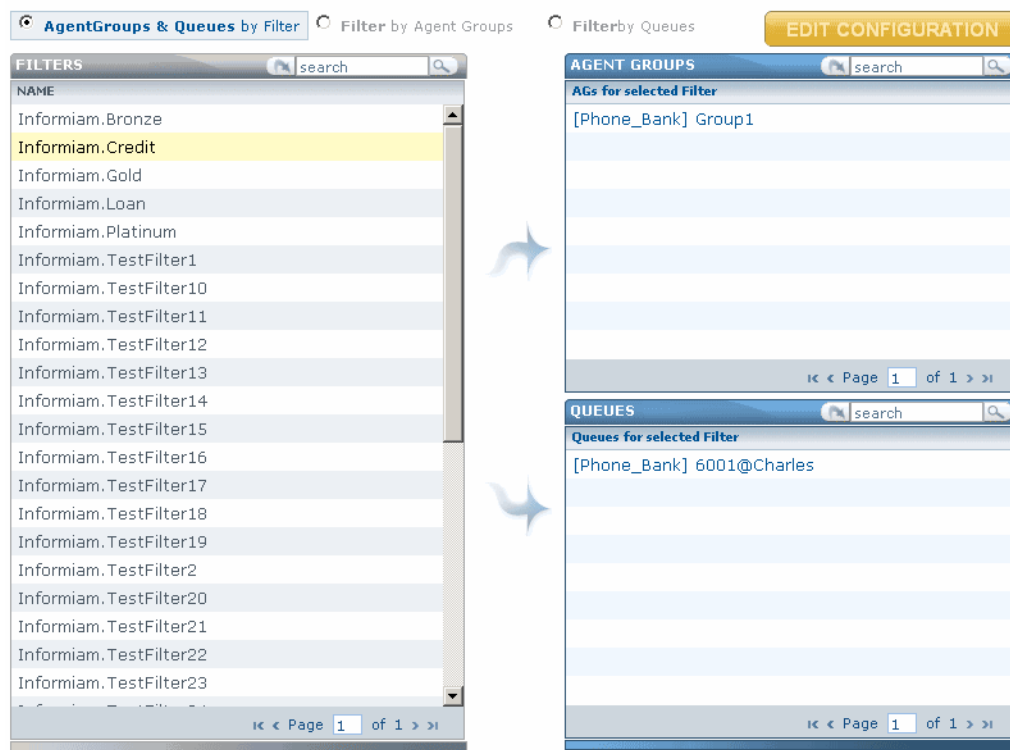 AgentGroups & Queues by Filter
Filter by Agent Groups
Filterby Queues
EDIT CONFIGURATION
FILTERS
search
NAME
Informiam.Bronze
Informiam.Credit
Informiam.Gold
Informiam.Loan
Informiam.Platinum
Informiam.TestFilter1
Informiam.TestFilter10
Informiam.TestFilter11
Informiam.TestFilter12
Informiam.TestFilter13
Informiam.TestFilter14
Informiam.TestFilter15
Informiam.TestFilter16
Informiam.TestFilter17
Informiam.TestFilter18
Informiam.TestFilter19
Informiam.TestFilter2
Informiam.TestFilter20
Informiam.TestFilter21
Informiam.TestFilter22
Informiam.TestFilter23
Page 1 of 1
AGENT GROUPS
search
AGs for selected Filter
[Phone_Bank] Group1
Page 1 of 1
QUEUES
search
Queues for selected Filter
[Phone_Bank] 6001@Charles
Page 1 of 1